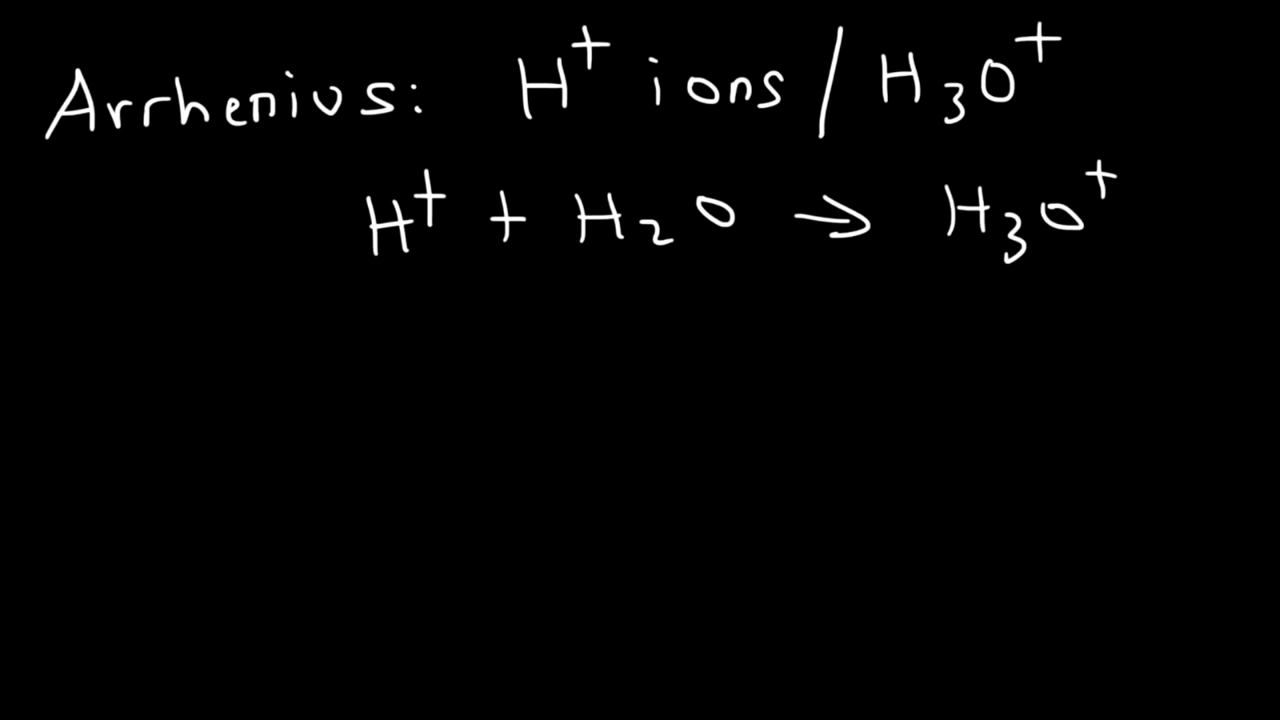 Arrhenius: H⁺ ions / H₃O⁺
H⁺ + H₂O → H₃O⁺